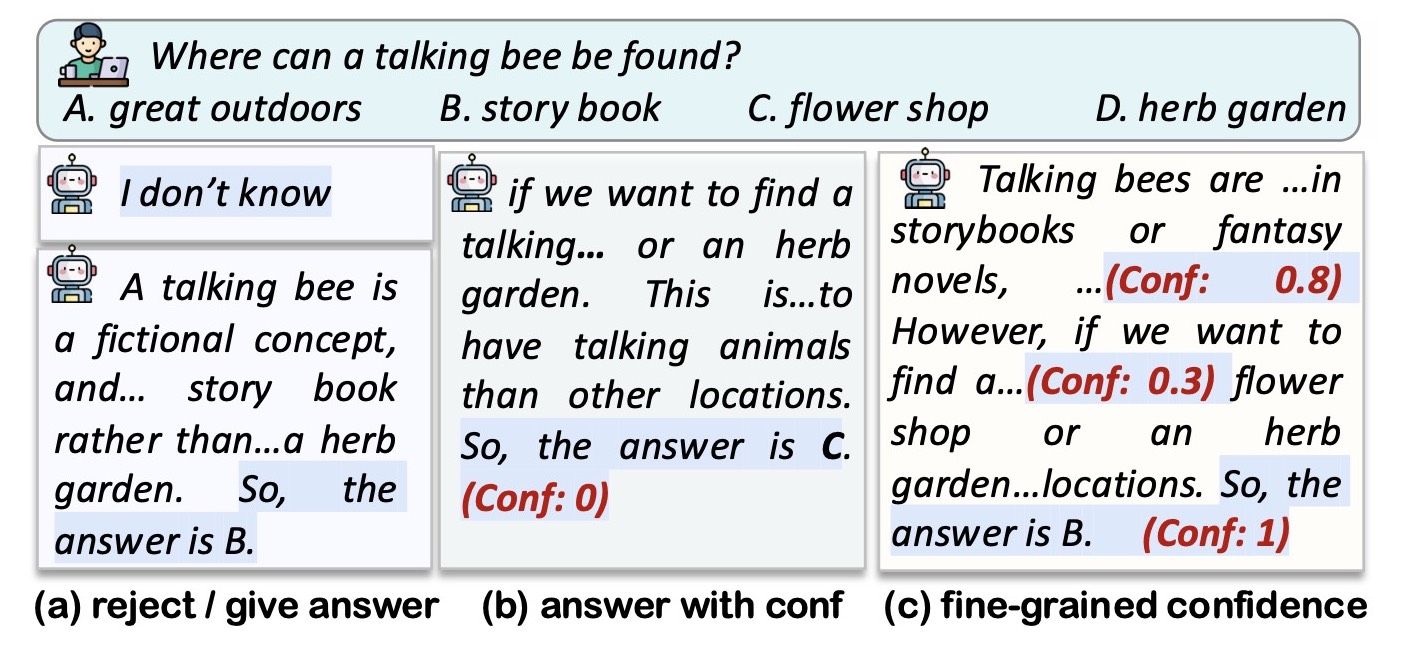 Where can a talking bee be found?
A. great outdoors B. story book C. flower shop D. herb garden
I don't know
A talking bee is
a fictional concept,
and... story book
rather than...a herb
garden. So, the
answer is B.
(a) reject / give answer
if we want to find a
talking... or an herb
garden. This is...to
have talking animals
than other locations.
So, the answer is C.
(Conf: 0)
(b) answer with conf
Talking bees are ...in
storybooks or fantasy
novels, ...(Conf: 0.8)
However, if we want to
find a...(Conf: 0.3) flower
shop or an herb
garden...locations. So, the
answer is B. (Conf: 1)
(c) fine-grained confidence